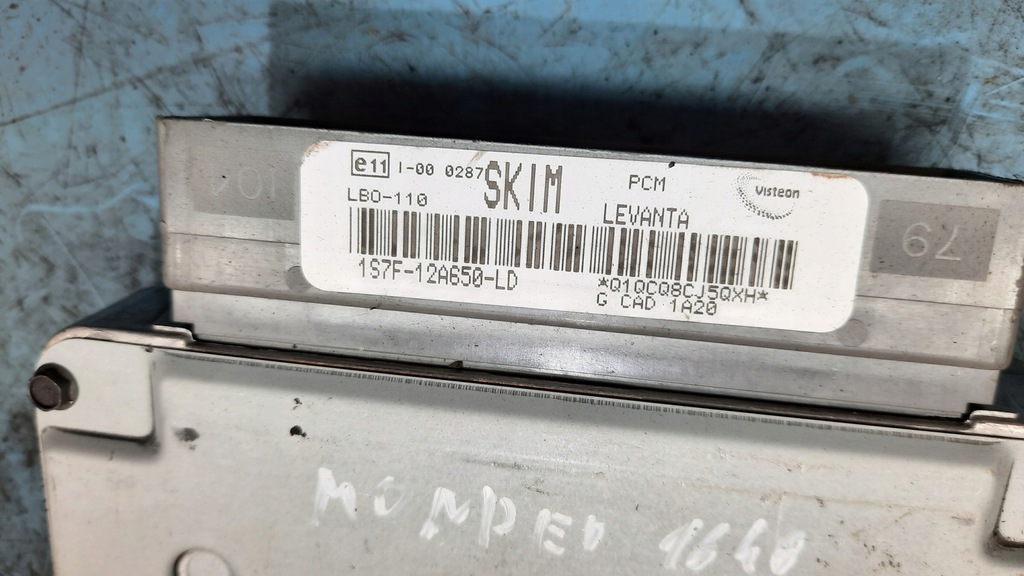 104
79
e11 I-00 0287 SKIM PCM Visteon
LBO-110 LEVANTA
1S7F-12A650-LD *Q1QCQ8CJ5QXH*
G CAD 1A20
MONDEO